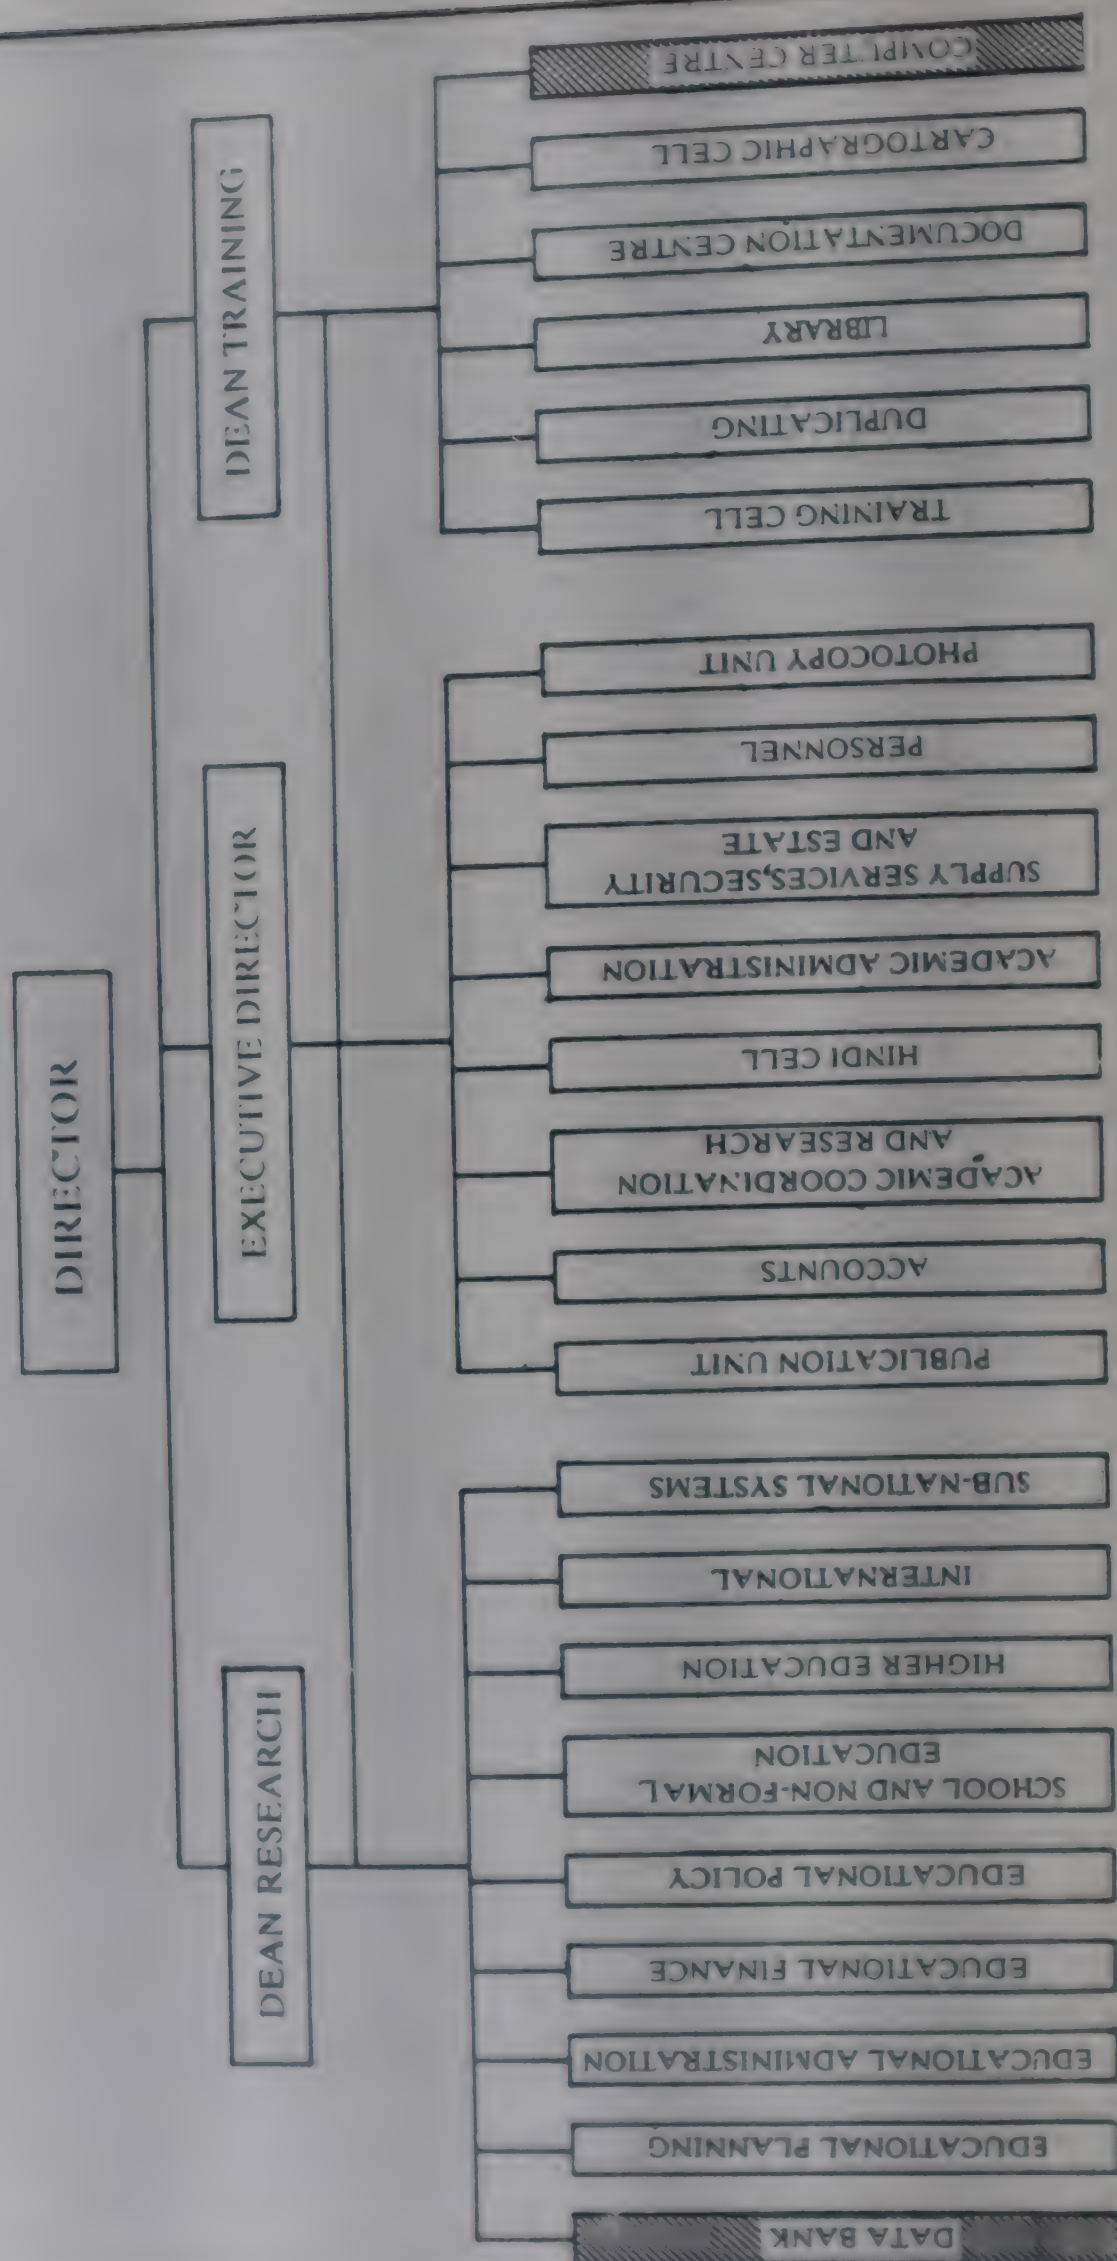 DIRECTOR
DEAN RESEARCH
EXECUTIVE DIRECTOR
DEAN TRAINING
DATA BANK
EDUCATIONAL PLANNING
EDUCATIONAL ADMINISTRATION
EDUCATIONAL FINANCE
EDUCATIONAL POLICY
SCHOOL AND NON-FORMAL
EDUCATION
HIGHER EDUCATION
INTERNATIONAL
SUB-NATIONAL SYSTEMS
PUBLICATION UNIT
ACCOUNTS
ACADEMIC COORDINATION
AND RESEARCH
HINDI CELL
ACADEMIC ADMINISTRATION
SUPPLY SERVICES,SECURITY
AND ESTATE
PERSONNEL
PHOTOCOPY UNIT
TRAINING CELL
DUPLICATING
LIBRARY
DOCUMENTATION CENTRE
CARTOGRAPHIC CELL
COMPUTER CENTRE